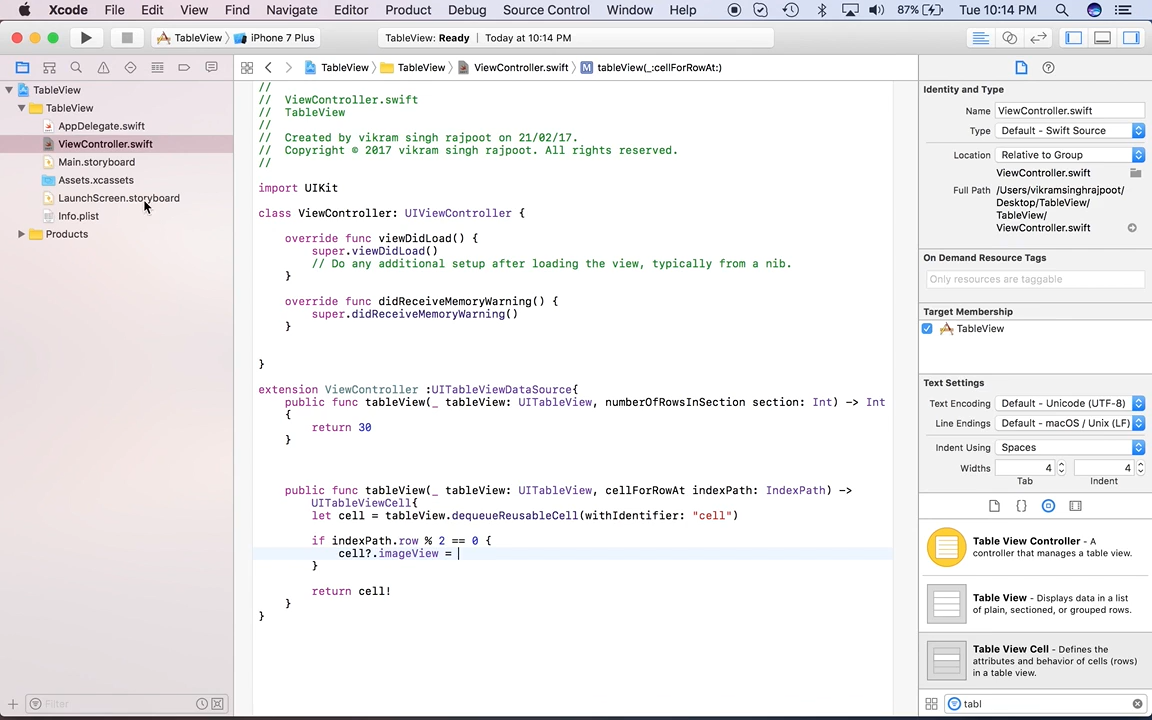 Xcode File Edit View Find Navigate Editor Product Debug Source Control Window Help 87% Tue 10:14 PM
TableView iPhone 7 Plus TableView: Ready | Today at 10:14 PM
TableView TableView ViewController.swift M tableView(_:cellForRowAt:)
TableView
TableView
AppDelegate.swift
ViewController.swift
Main.storyboard
Assets.xcassets
LaunchScreen.storyboard
Info.plist
Products
Filter
//
// ViewController.swift
// TableView
//
// Created by vikram singh rajpoot on 21/02/17.
// Copyright © 2017 vikram singh rajpoot. All rights reserved.
//
import UIKit
class ViewController: UIViewController {
override func viewDidLoad() {
super.viewDidLoad()
// Do any additional setup after loading the view, typically from a nib.
}
override func didReceiveMemoryWarning() {
super.didReceiveMemoryWarning()
}
}
extension ViewController :UITableViewDataSource{
public func tableView(_ tableView: UITableView, numberOfRowsInSection section: Int) -> Int
{
return 30
}
public func tableView(_ tableView: UITableView, cellForRowAt indexPath: IndexPath) ->
UITableViewCell{
let cell = tableView.dequeueReusableCell(withIdentifier: "cell")
if indexPath.row % 2 == 0 {
cell?.imageView =
}
return cell!
}
}
Identity and Type
Name ViewController.swift
Type Default - Swift Source
Location Relative to Group
ViewController.swift
Full Path /Users/vikramsinghrajpoot/
Desktop/TableView/
TableView/
ViewController.swift
On Demand Resource Tags
Only resources are taggable
Target Membership
TableView
Text Settings
Text Encoding Default - Unicode (UTF-8)
Line Endings Default - macOS / Unix (LF)
Indent Using Spaces
Widths 4 4
Tab Indent
Table View Controller - A
controller that manages a table view.
Table View - Displays data in a list
of plain, sectioned, or grouped rows.
Table View Cell - Defines the
attributes and behavior of cells (rows)
in a table view.
tabl